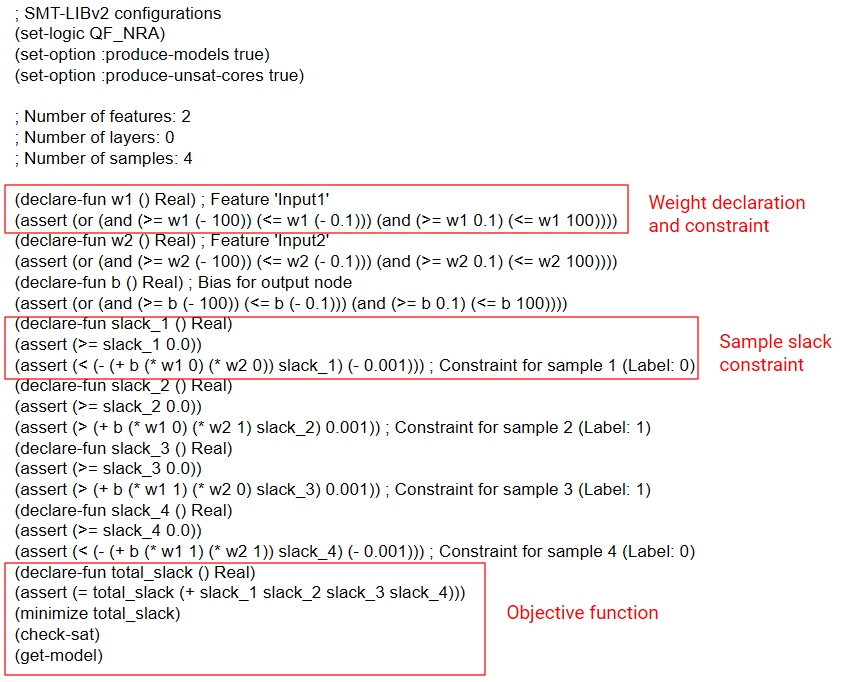 ; SMT-LIBv2 configurations
(set-logic QF_NRA)
(set-option :produce-models true)
(set-option :produce-unsat-cores true)
; Number of features: 2
; Number of layers: 0
; Number of samples: 4
(declare-fun w1 () Real) ; Feature 'Input1'
(assert (or (and (>= w1 (- 100)) (<= w1 (- 0.1))) (and (>= w1 0.1) (<= w1 100))))
Weight declaration
and constraint
(declare-fun w2 () Real) ; Feature 'Input2'
(assert (or (and (>= w2 (- 100)) (<= w2 (- 0.1))) (and (>= w2 0.1) (<= w2 100))))
(declare-fun b () Real) ; Bias for output node
(assert (or (and (>= b (- 100)) (<= b (- 0.1))) (and (>= b 0.1) (<= b 100))))
(declare-fun slack_1 () Real)
(assert (>= slack_1 0.0))
(assert (< (- (+ b (* w1 0) (* w2 0)) slack_1) (- 0.001))) ; Constraint for sample 1 (Label: 0)
Sample slack
constraint
(declare-fun slack_2 () Real)
(assert (>= slack_2 0.0))
(assert (> (+ b (* w1 0) (* w2 1) slack_2) 0.001)) ; Constraint for sample 2 (Label: 1)
(declare-fun slack_3 () Real)
(assert (>= slack_3 0.0))
(assert (> (+ b (* w1 1) (* w2 0) slack_3) 0.001)) ; Constraint for sample 3 (Label: 1)
(declare-fun slack_4 () Real)
(assert (>= slack_4 0.0))
(assert (< (- (+ b (* w1 1) (* w2 1)) slack_4) (- 0.001))) ; Constraint for sample 4 (Label: 0)
(declare-fun total_slack () Real)
(assert (= total_slack (+ slack_1 slack_2 slack_3 slack_4)))
(minimize total_slack)
(check-sat)
(get-model)
Objective function